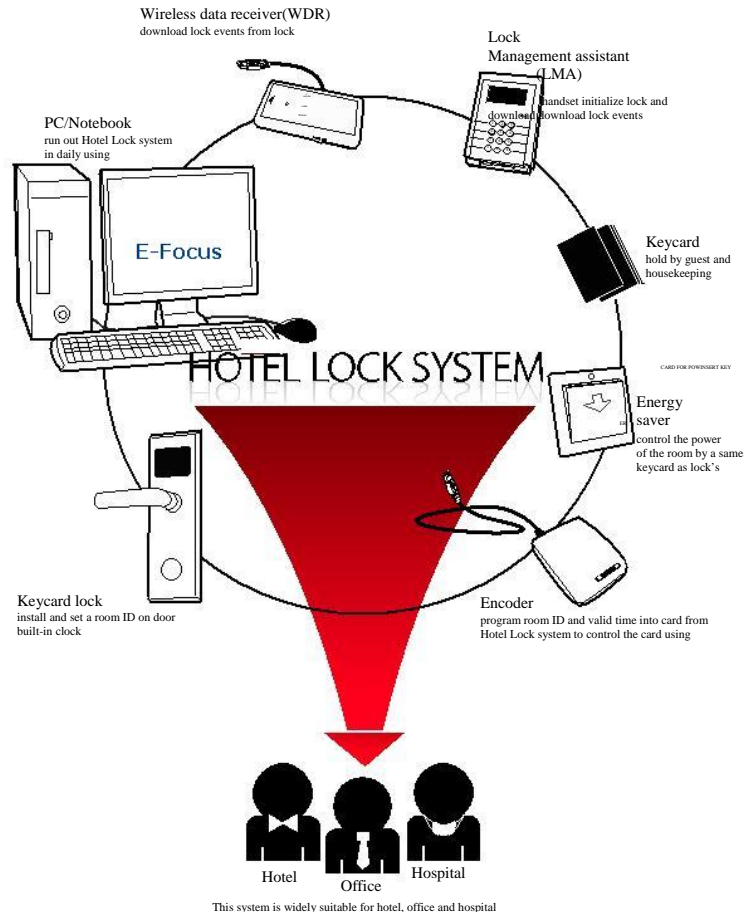 Wireless data receiver(WDR)
download lock events from lock
Lock
Management assistant
(LMA)
handset initialize lock and
download download lock events
PC/Notebook
run out Hotel Lock system
in daily using
E-Focus
Keycard
hold by guest and
housekeeping
HOTEL LOCK SYSTEM
CARD FOR POWINSERT KEY
Energy
saver
ER
control the power
of the room by a same
keycard as lock's
Keycard lock
install and set a room ID on door
built-in clock
Encoder
program room ID and valid time into card from
Hotel Lock system to control the card using
Hotel
Office
Hospital
This system is widely suitable for hotel, office and hospital